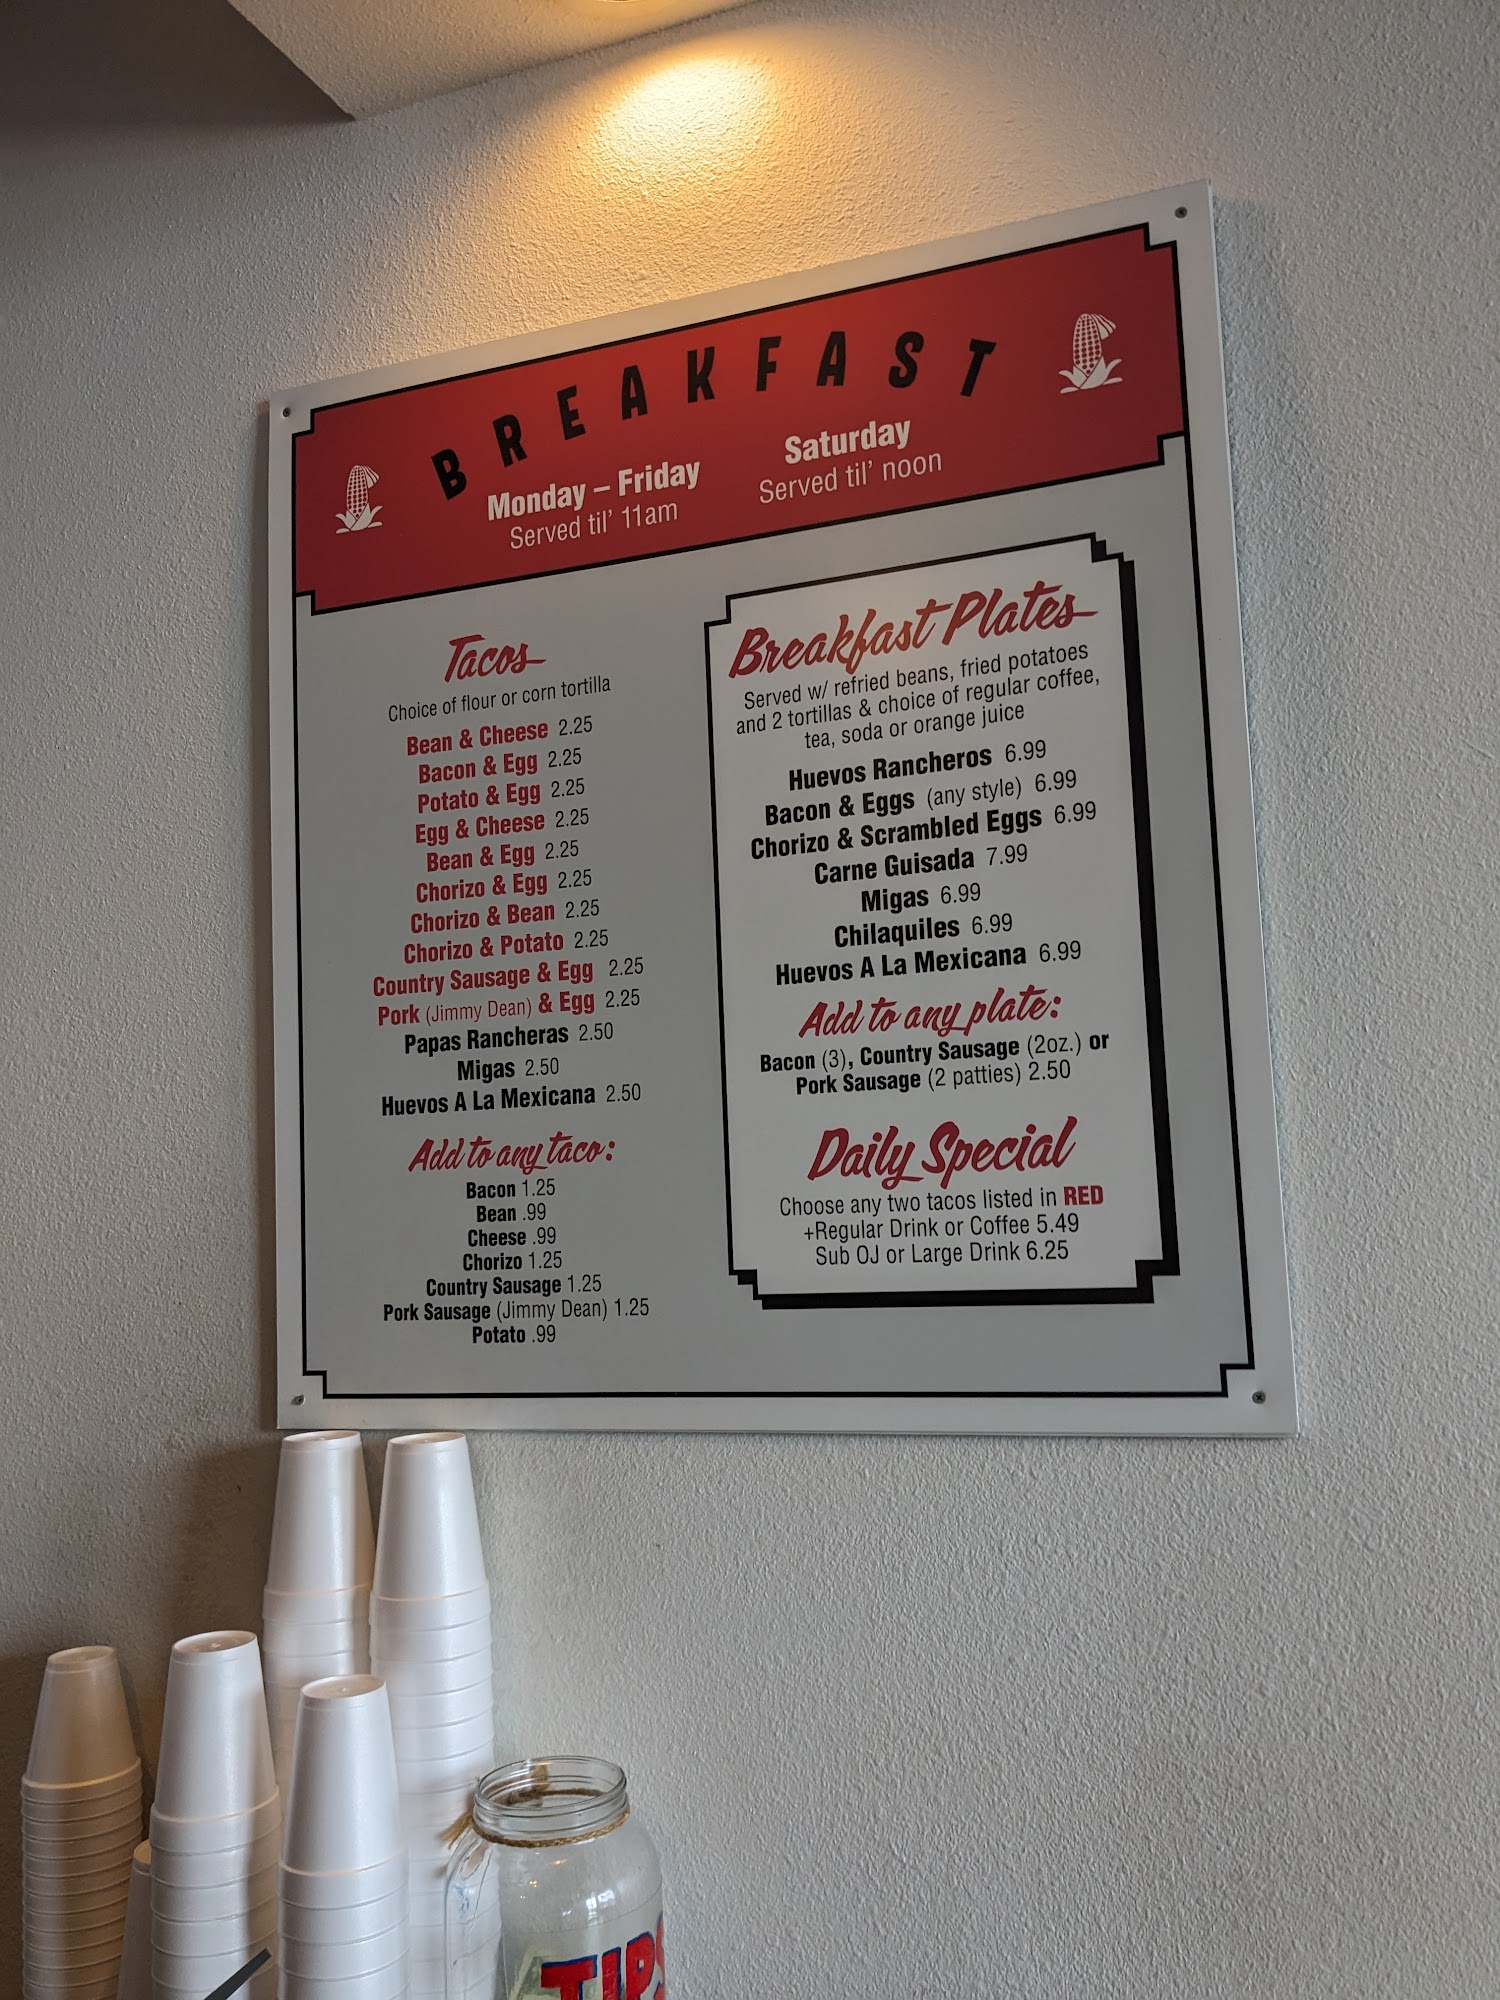 BREAKFAST
Monday – Friday
Served til' 11am
Saturday
Served til' noon
Tacos
Choice of flour or corn tortilla
Bean & Cheese 2.25
Bacon & Egg 2.25
Potato & Egg 2.25
Egg & Cheese 2.25
Bean & Egg 2.25
Chorizo & Egg 2.25
Chorizo & Bean 2.25
Chorizo & Potato 2.25
Country Sausage & Egg 2.25
Pork (Jimmy Dean) & Egg 2.25
Papas Rancheras 2.50
Migas 2.50
Huevos A La Mexicana 2.50
Add to any taco:
Bacon 1.25
Bean .99
Cheese .99
Chorizo 1.25
Country Sausage 1.25
Pork Sausage (Jimmy Dean) 1.25
Potato .99
Breakfast Plates
Served w/ refried beans, fried potatoes
and 2 tortillas & choice of regular coffee,
tea, soda or orange juice
Huevos Rancheros 6.99
Bacon & Eggs (any style) 6.99
Chorizo & Scrambled Eggs 6.99
Carne Guisada 7.99
Migas 6.99
Chilaquiles 6.99
Huevos A La Mexicana 6.99
Add to any plate:
Bacon (3), Country Sausage (2oz.) or
Pork Sausage (2 patties) 2.50
Daily Special
Choose any two tacos listed in RED
+Regular Drink or Coffee 5.49
Sub OJ or Large Drink 6.25
TIPS